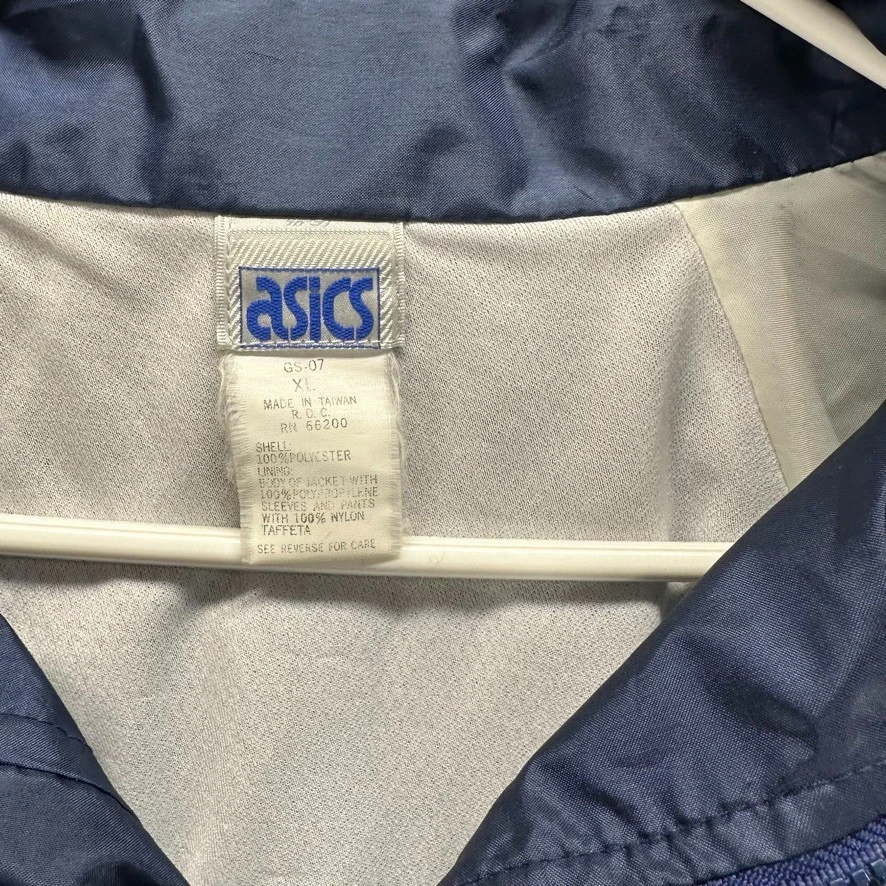 asics
GS-07
XL
MADE IN TAIWAN
R.O.C.
RN 66200
SHELL:
100%POLYESTER
LINING:
BODY OF JACKET WITH
100%POLYPROPYLENE
SLEEVES AND PANTS
WITH 100% NYLON
TAFFETA
SEE REVERSE FOR CARE